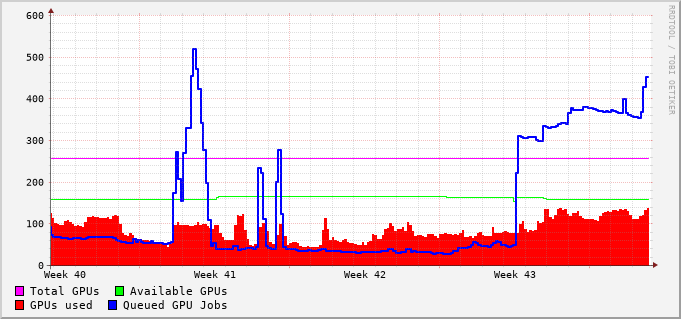 600
500
400
300
200
100
0
Week 40 Week 41 Week 42 Week 43
Total GPUs Available GPUs
GPUs used Queued GPU Jobs
RRDTOOL / TOBI OETIKER